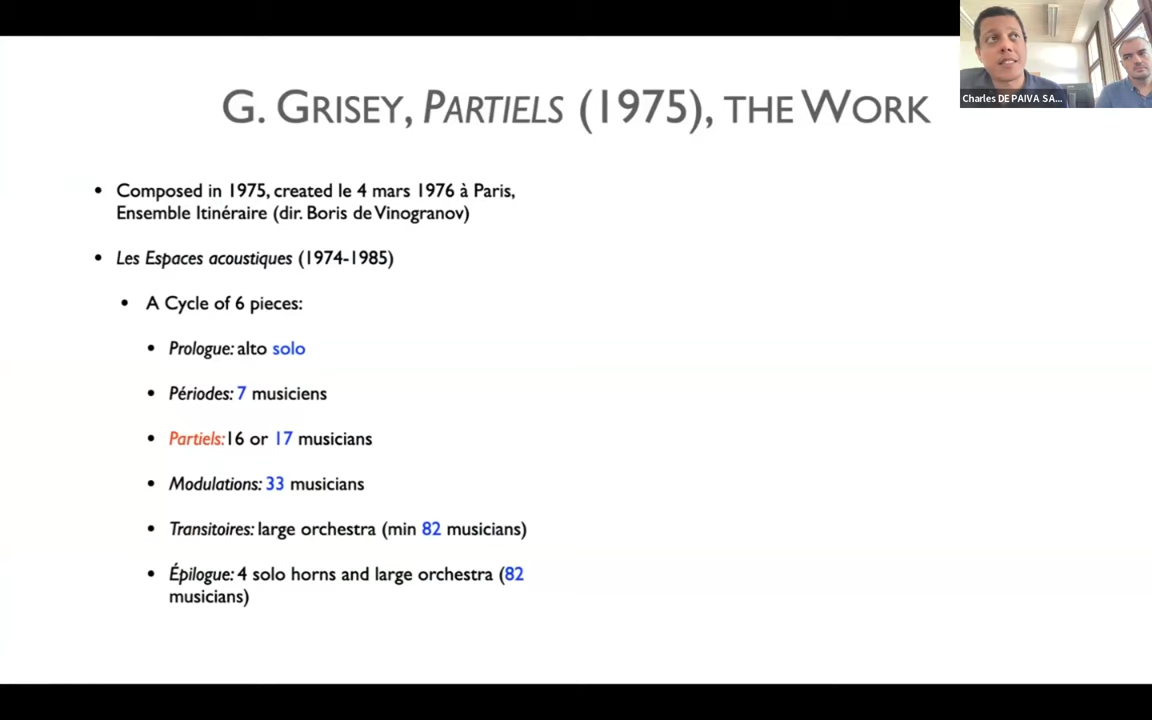 G. GRISEY, PARTIELS (1975), THE WORK
Charles DE PAIVA SA...
• Composed in 1975, created le 4 mars 1976 à Paris,
Ensemble Itinéraire (dir. Boris de Vinogranov)
• Les Espaces acoustiques (1974-1985)
• A Cycle of 6 pieces:
• Prologue: alto solo
• Périodes: 7 musiciens
• Partiels: 16 or 17 musicians
• Modulations: 33 musicians
• Transitoires: large orchestra (min 82 musicians)
• Épilogue: 4 solo horns and large orchestra (82
musicians)